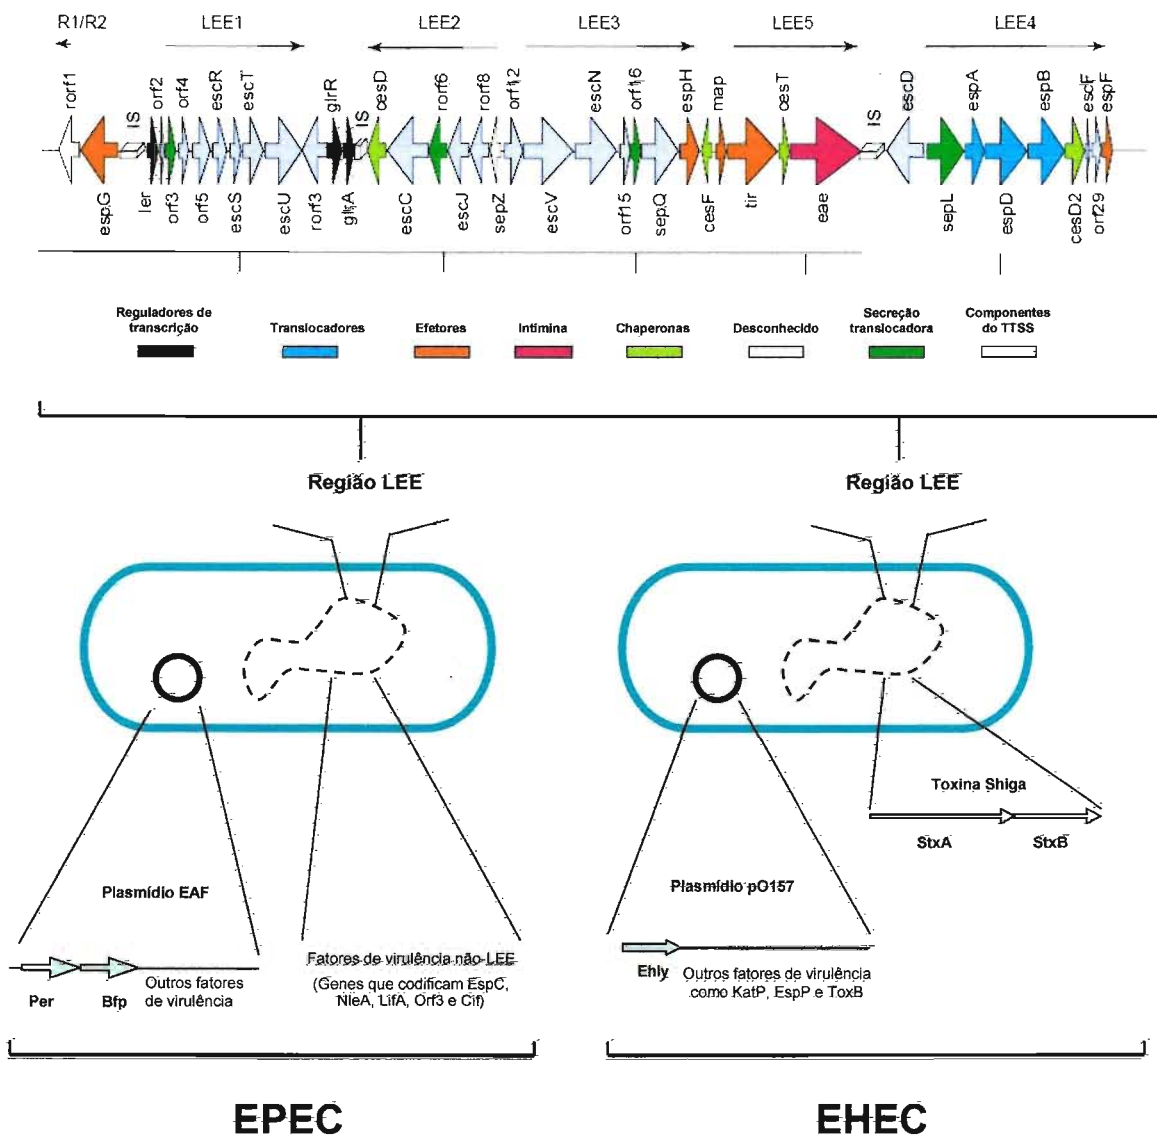 R1/R2 LEE1 LEE2 LEE3 LEE5 LEE4
rorf1 IS orf2 orf4 escR escT glrR IS cesD rorf6 rorf8 orf12 escN orf16 espH map cesT IS escD espA espB escF espF
espG ler orf3 orf5 escS escU rorf3 glrA escC escJ sepZ escV orf15 sepQ cesF tir eae sepL espD cesD2 orf29
Reguladores de transcrição
Translocadores
Efetores
Intimina
Chaperonas
Desconhecido
Secreção translocadora
Componentes do TTSS
Região LEE
Região LEE
Plasmídio EAF
Per
Bfp
Outros fatores
de virulência
Fatores de virulência não-LEE
(Genes que codificam EspC,
NleA, LifA, Orf3 e Cif)
Toxina Shiga
StxA
StxB
Plasmídio pO157
Ehly
Outros fatores de virulência
como KatP, EspP e ToxB
EPEC
EHEC